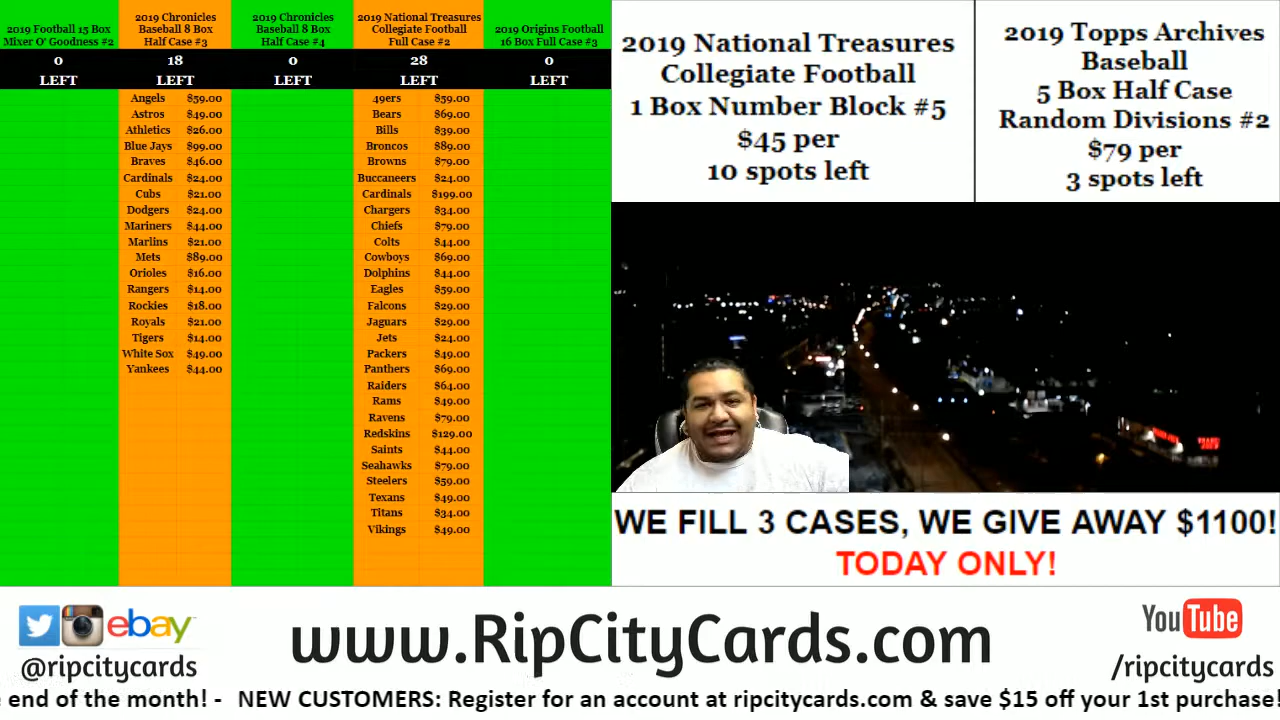 2019 Football 15 Box
Mixer O' Goodness #2
0
LEFT
2019 Chronicles
Baseball 8 Box
Half Case #3
18
LEFT
Angels $59.00
Astros $49.00
Athletics $26.00
Blue Jays $99.00
Braves $46.00
Cardinals $24.00
Cubs $21.00
Dodgers $24.00
Mariners $44.00
Marlins $21.00
Mets $89.00
Orioles $16.00
Rangers $14.00
Rockies $18.00
Royals $21.00
Tigers $14.00
White Sox $49.00
Yankees $44.00
2019 Chronicles
Baseball 8 Box
Half Case #4
0
LEFT
2019 National Treasures
Collegiate Football
Full Case #2
28
LEFT
49ers $59.00
Bears $69.00
Bills $39.00
Broncos $89.00
Browns $79.00
Buccaneers $24.00
Cardinals $199.00
Chargers $34.00
Chiefs $79.00
Colts $44.00
Cowboys $69.00
Dolphins $44.00
Eagles $59.00
Falcons $29.00
Jaguars $29.00
Jets $24.00
Packers $49.00
Panthers $69.00
Raiders $64.00
Rams $49.00
Ravens $79.00
Redskins $129.00
Saints $44.00
Seahawks $79.00
Steelers $59.00
Texans $49.00
Titans $34.00
Vikings $49.00
2019 Origins Football
16 Box Full Case #3
0
LEFT
2019 National Treasures
Collegiate Football
1 Box Number Block #5
$45 per
10 spots left
2019 Topps Archives
Baseball
5 Box Half Case
Random Divisions #2
$79 per
3 spots left
WE FILL 3 CASES, WE GIVE AWAY $1100!
TODAY ONLY!
ebay
@ripcitycards
www.RipCityCards.com
YouTube
/ripcitycards
e end of the month! - NEW CUSTOMERS: Register for an account at ripcitycards.com & save $15 off your 1st purchase!